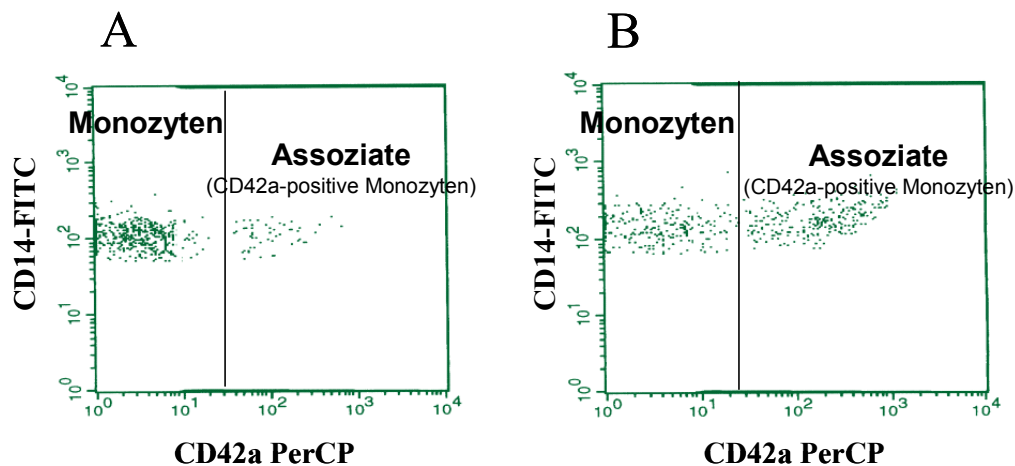 A
10^4
10^3
10^2
10^1
10^0
CD14-FITC
Monozyten
Assoziate
(CD42a-positive Monozyten)
10^0 10^1 10^2 10^3 10^4
CD42a PerCP
B
10^4
10^3
10^2
10^1
10^0
CD14-FITC
Monozyten
Assoziate
(CD42a-positive Monozyten)
10^0 10^1 10^2 10^3 10^4
CD42a PerCP